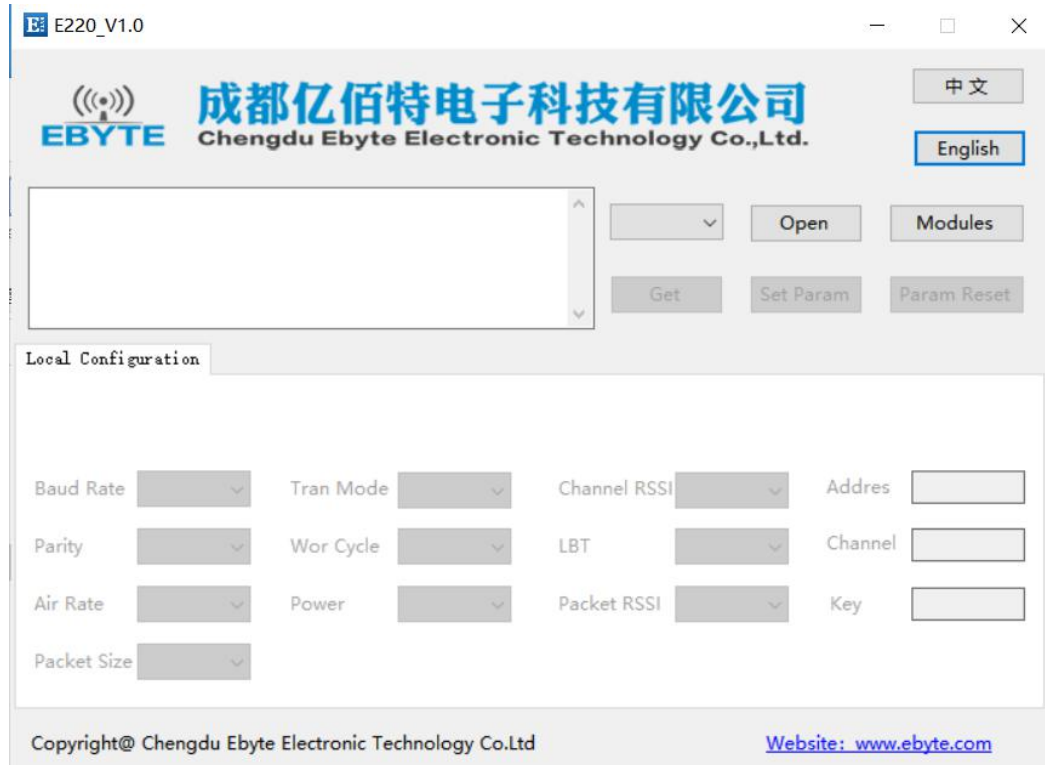 E220_V1.0
EBYTE
成都亿佰特电子科技有限公司
Chengdu Ebyte Electronic Technology Co.,Ltd.
中文
English
Open
Modules
Get
Set Param
Param Reset
Local Configuration
Baud Rate
Tran Mode
Channel RSSI
Addres
Parity
Wor Cycle
LBT
Channel
Air Rate
Power
Packet RSSI
Key
Packet Size
Copyright@ Chengdu Ebyte Electronic Technology Co.Ltd
Website: www.ebyte.com